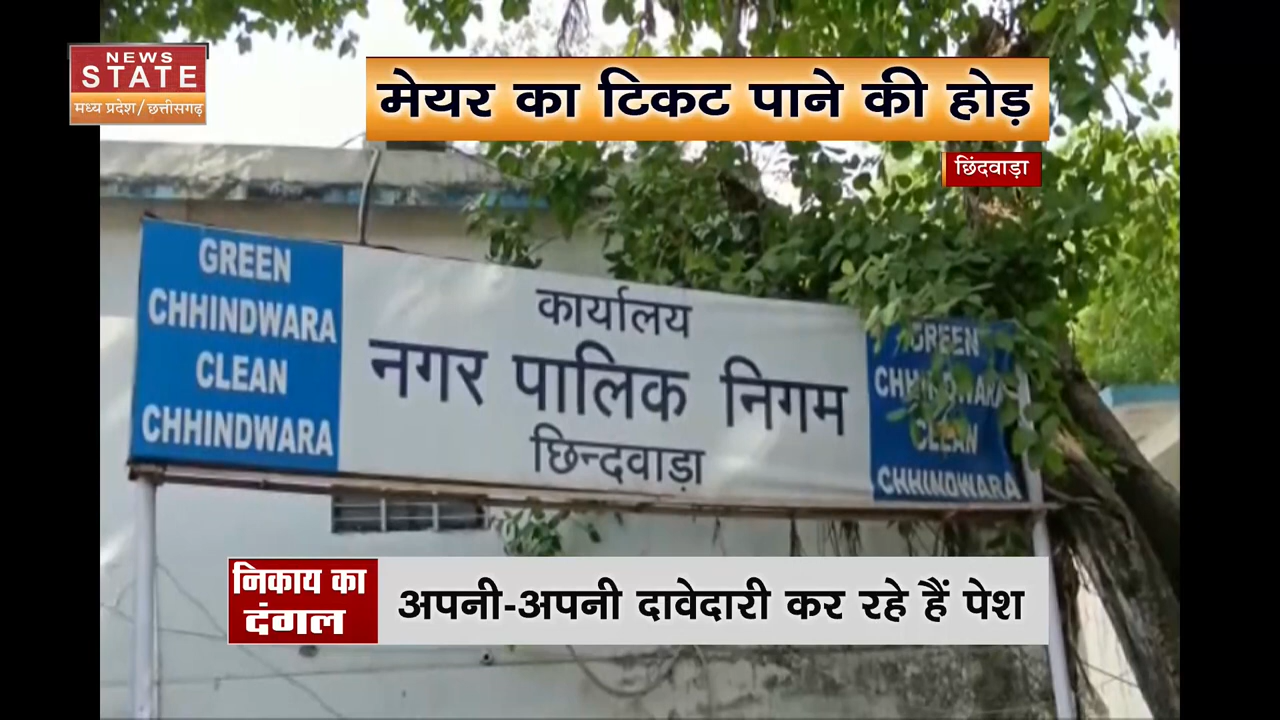 NEWS
STATE
मध्य प्रदेश/छत्तीसगढ़
मेयर का टिकट पाने की होड़
छिंदवाड़ा
GREEN
CHHINDWARA
CLEAN
CHHINDWARA
कार्यालय
नगर पालिक निगम
छिन्दवाड़ा
GREEN
CHHINDWARA
CLEAN
CHHINDWARA
निकाय का
दंगल
अपनी-अपनी दावेदारी कर रहे हैं पेश